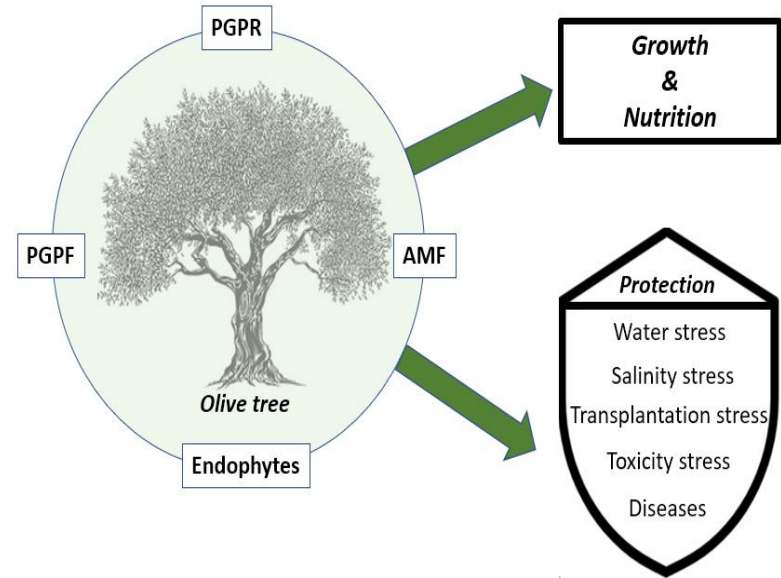 PGPR
PGPF
AMF
Olive tree
Endophytes
Growth
&
Nutrition
Protection
Water stress
Salinity stress
Transplantation stress
Toxicity stress
Diseases